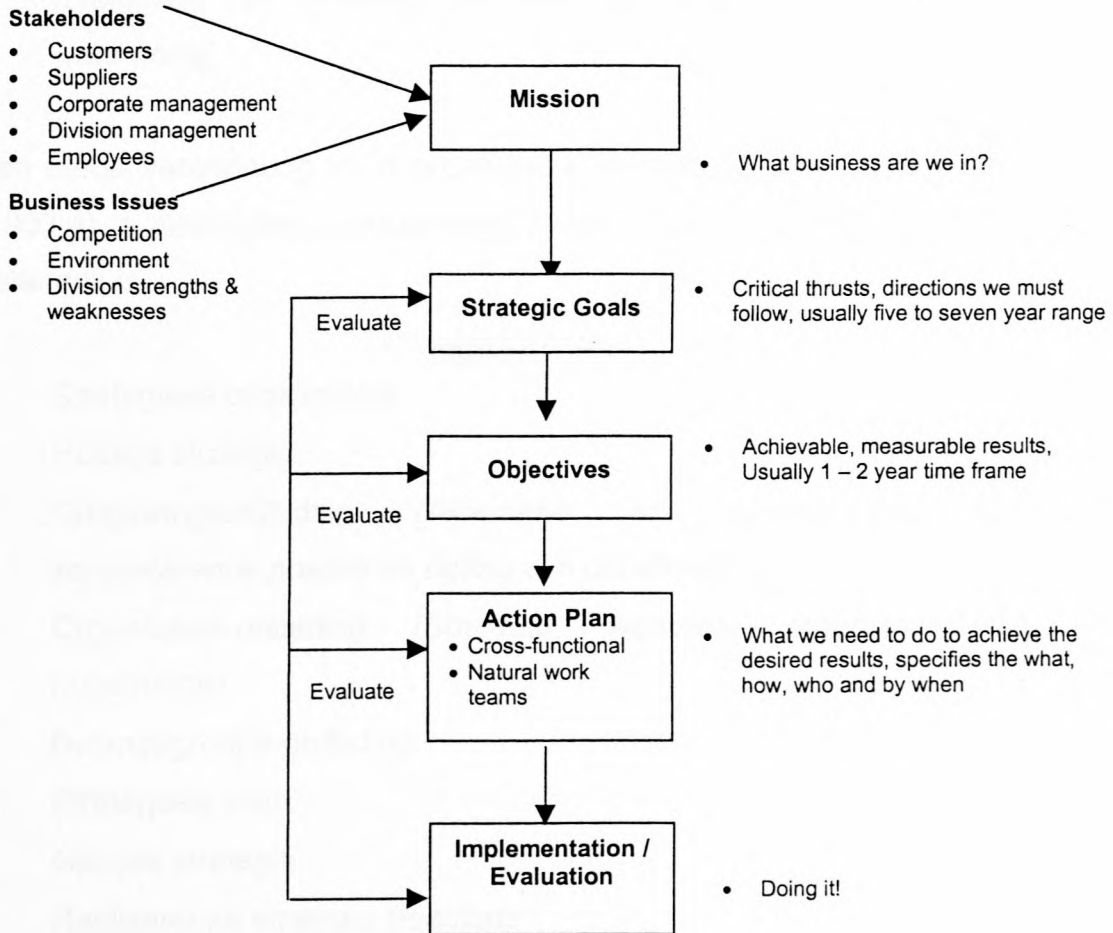 Stakeholders
• Customers
• Suppliers
• Corporate management
• Division management
• Employees
Business Issues
• Competition
• Environment
• Division strengths &
weaknesses
Mission
• What business are we in?
Strategic Goals
• Critical thrusts, directions we must
follow, usually five to seven year range
Evaluate
Objectives
• Achievable, measurable results,
Usually 1 – 2 year time frame
Evaluate
Action Plan
• Cross-functional
• Natural work
teams
• What we need to do to achieve the
desired results, specifies the what,
how, who and by when
Evaluate
Implementation /
Evaluation
• Doing it!